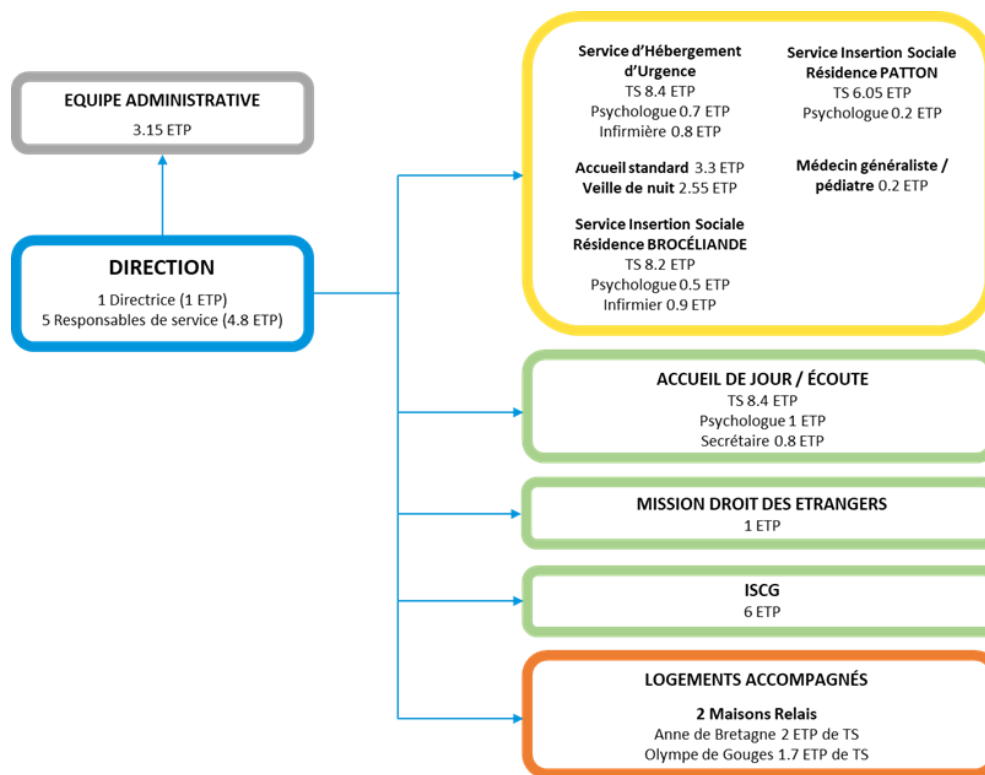 EQUIPE ADMINISTRATIVE
3.15 ETP
DIRECTION
1 Directrice (1 ETP)
5 Responsables de service (4.8 ETP)
Service d’Hébergement
d’Urgence
TS 8.4 ETP
Psychologue 0.7 ETP
Infirmière 0.8 ETP
Accueil standard 3.3 ETP
Veille de nuit 2.55 ETP
Service Insertion Sociale
Résidence BROCÉLIANDE
TS 8.2 ETP
Psychologue 0.5 ETP
Infirmier 0.9 ETP
Service Insertion Sociale
Résidence PATTON
TS 6.05 ETP
Psychologue 0.2 ETP
Médecin généraliste /
pédiatre 0.2 ETP
ACCUEIL DE JOUR / ÉCOUTE
TS 8.4 ETP
Psychologue 1 ETP
Secrétaire 0.8 ETP
MISSION DROIT DES ETRANGERS
1 ETP
ISCG
6 ETP
LOGEMENTS ACCOMPAGNÉS
2 Maisons Relais
Anne de Bretagne 2 ETP de TS
Olympe de Gouges 1.7 ETP de TS